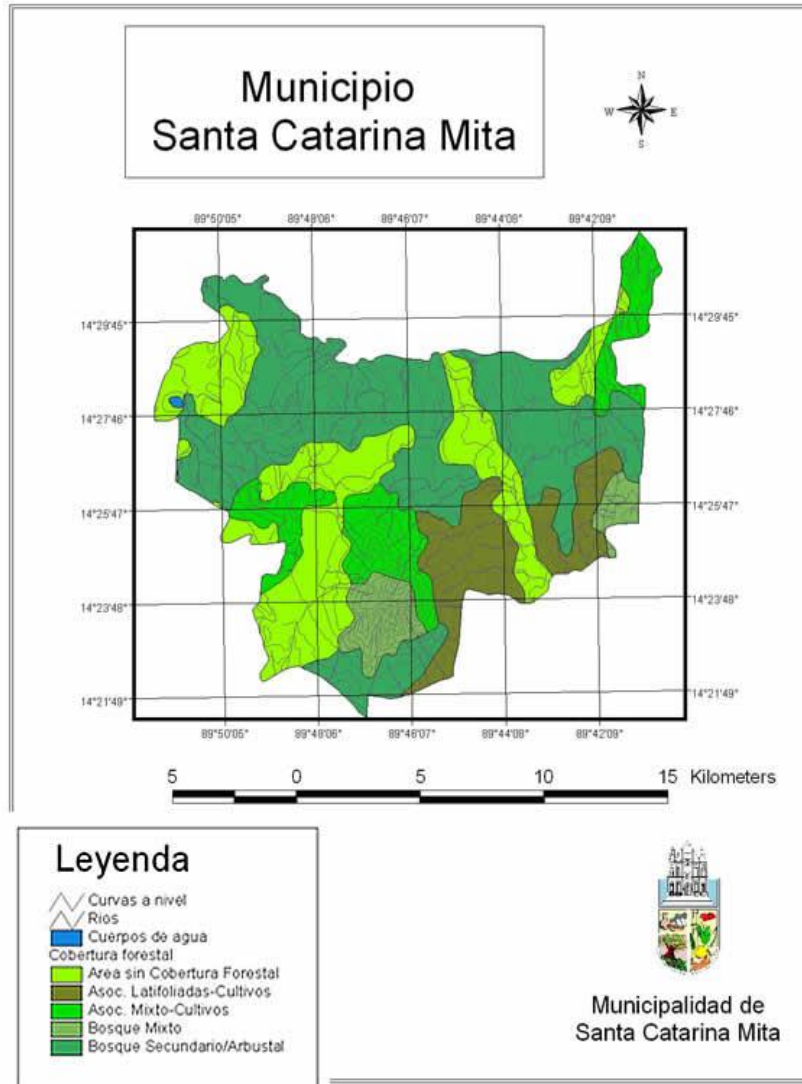 Municipio
Santa Catarina Mita
N
W E
S
89°50'05" 89°48'06" 89°46'07" 89°44'08" 89°42'09"
14°29'45" 14°29'45"
14°27'46" 14°27'46"
14°25'47" 14°25'47"
14°23'48" 14°23'48"
14°21'49" 14°21'49"
89°50'05" 89°48'06" 89°46'07" 89°44'08" 89°42'09"
5 0 5 10 15 Kilometers
Leyenda
Curvas a nivel
Rios
Cuerpos de agua
Cobertura forestal
Area sin Cobertura Forestal
Asoc. Latifoliadas-Cultivos
Asoc. Mixto-Cultivos
Bosque Mixto
Bosque Secundario/Arbustal
Municipalidad de
Santa Catarina Mita